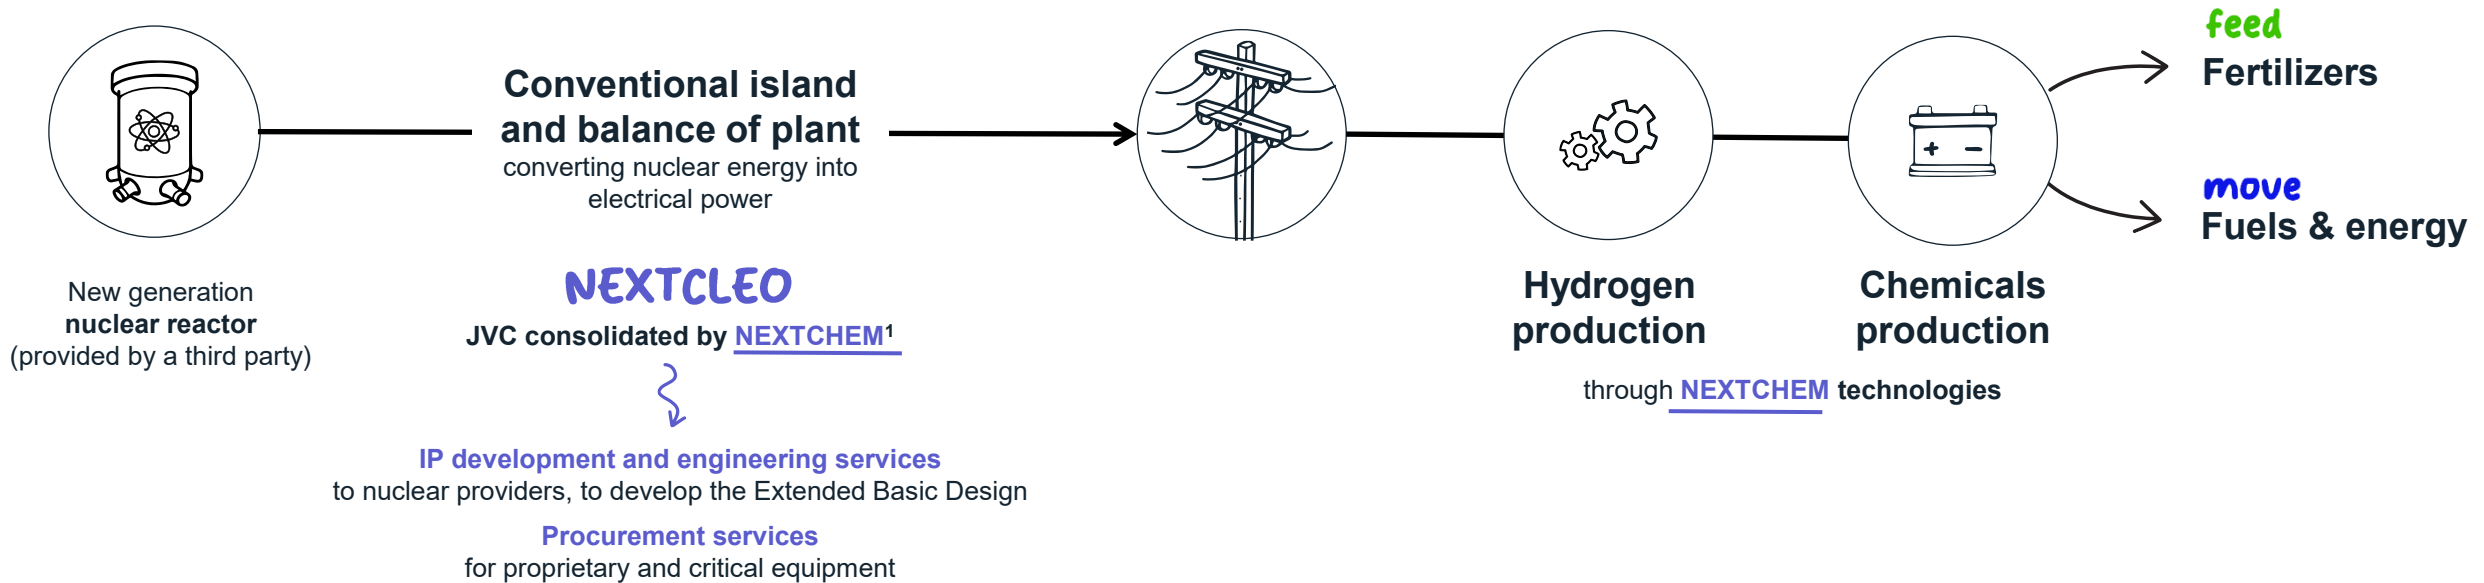 New generation
nuclear reactor
(provided by a third party)
Conventional island
and balance of plant
converting nuclear energy into
electrical power
NEXTCLEO
JVC consolidated by NEXTCHEM¹
IP development and engineering services
to nuclear providers, to develop the Extended Basic Design
Procurement services
for proprietary and critical equipment
Hydrogen
production
Chemicals
production
through NEXTCHEM technologies
feed
Fertilizers
move
Fuels & energy